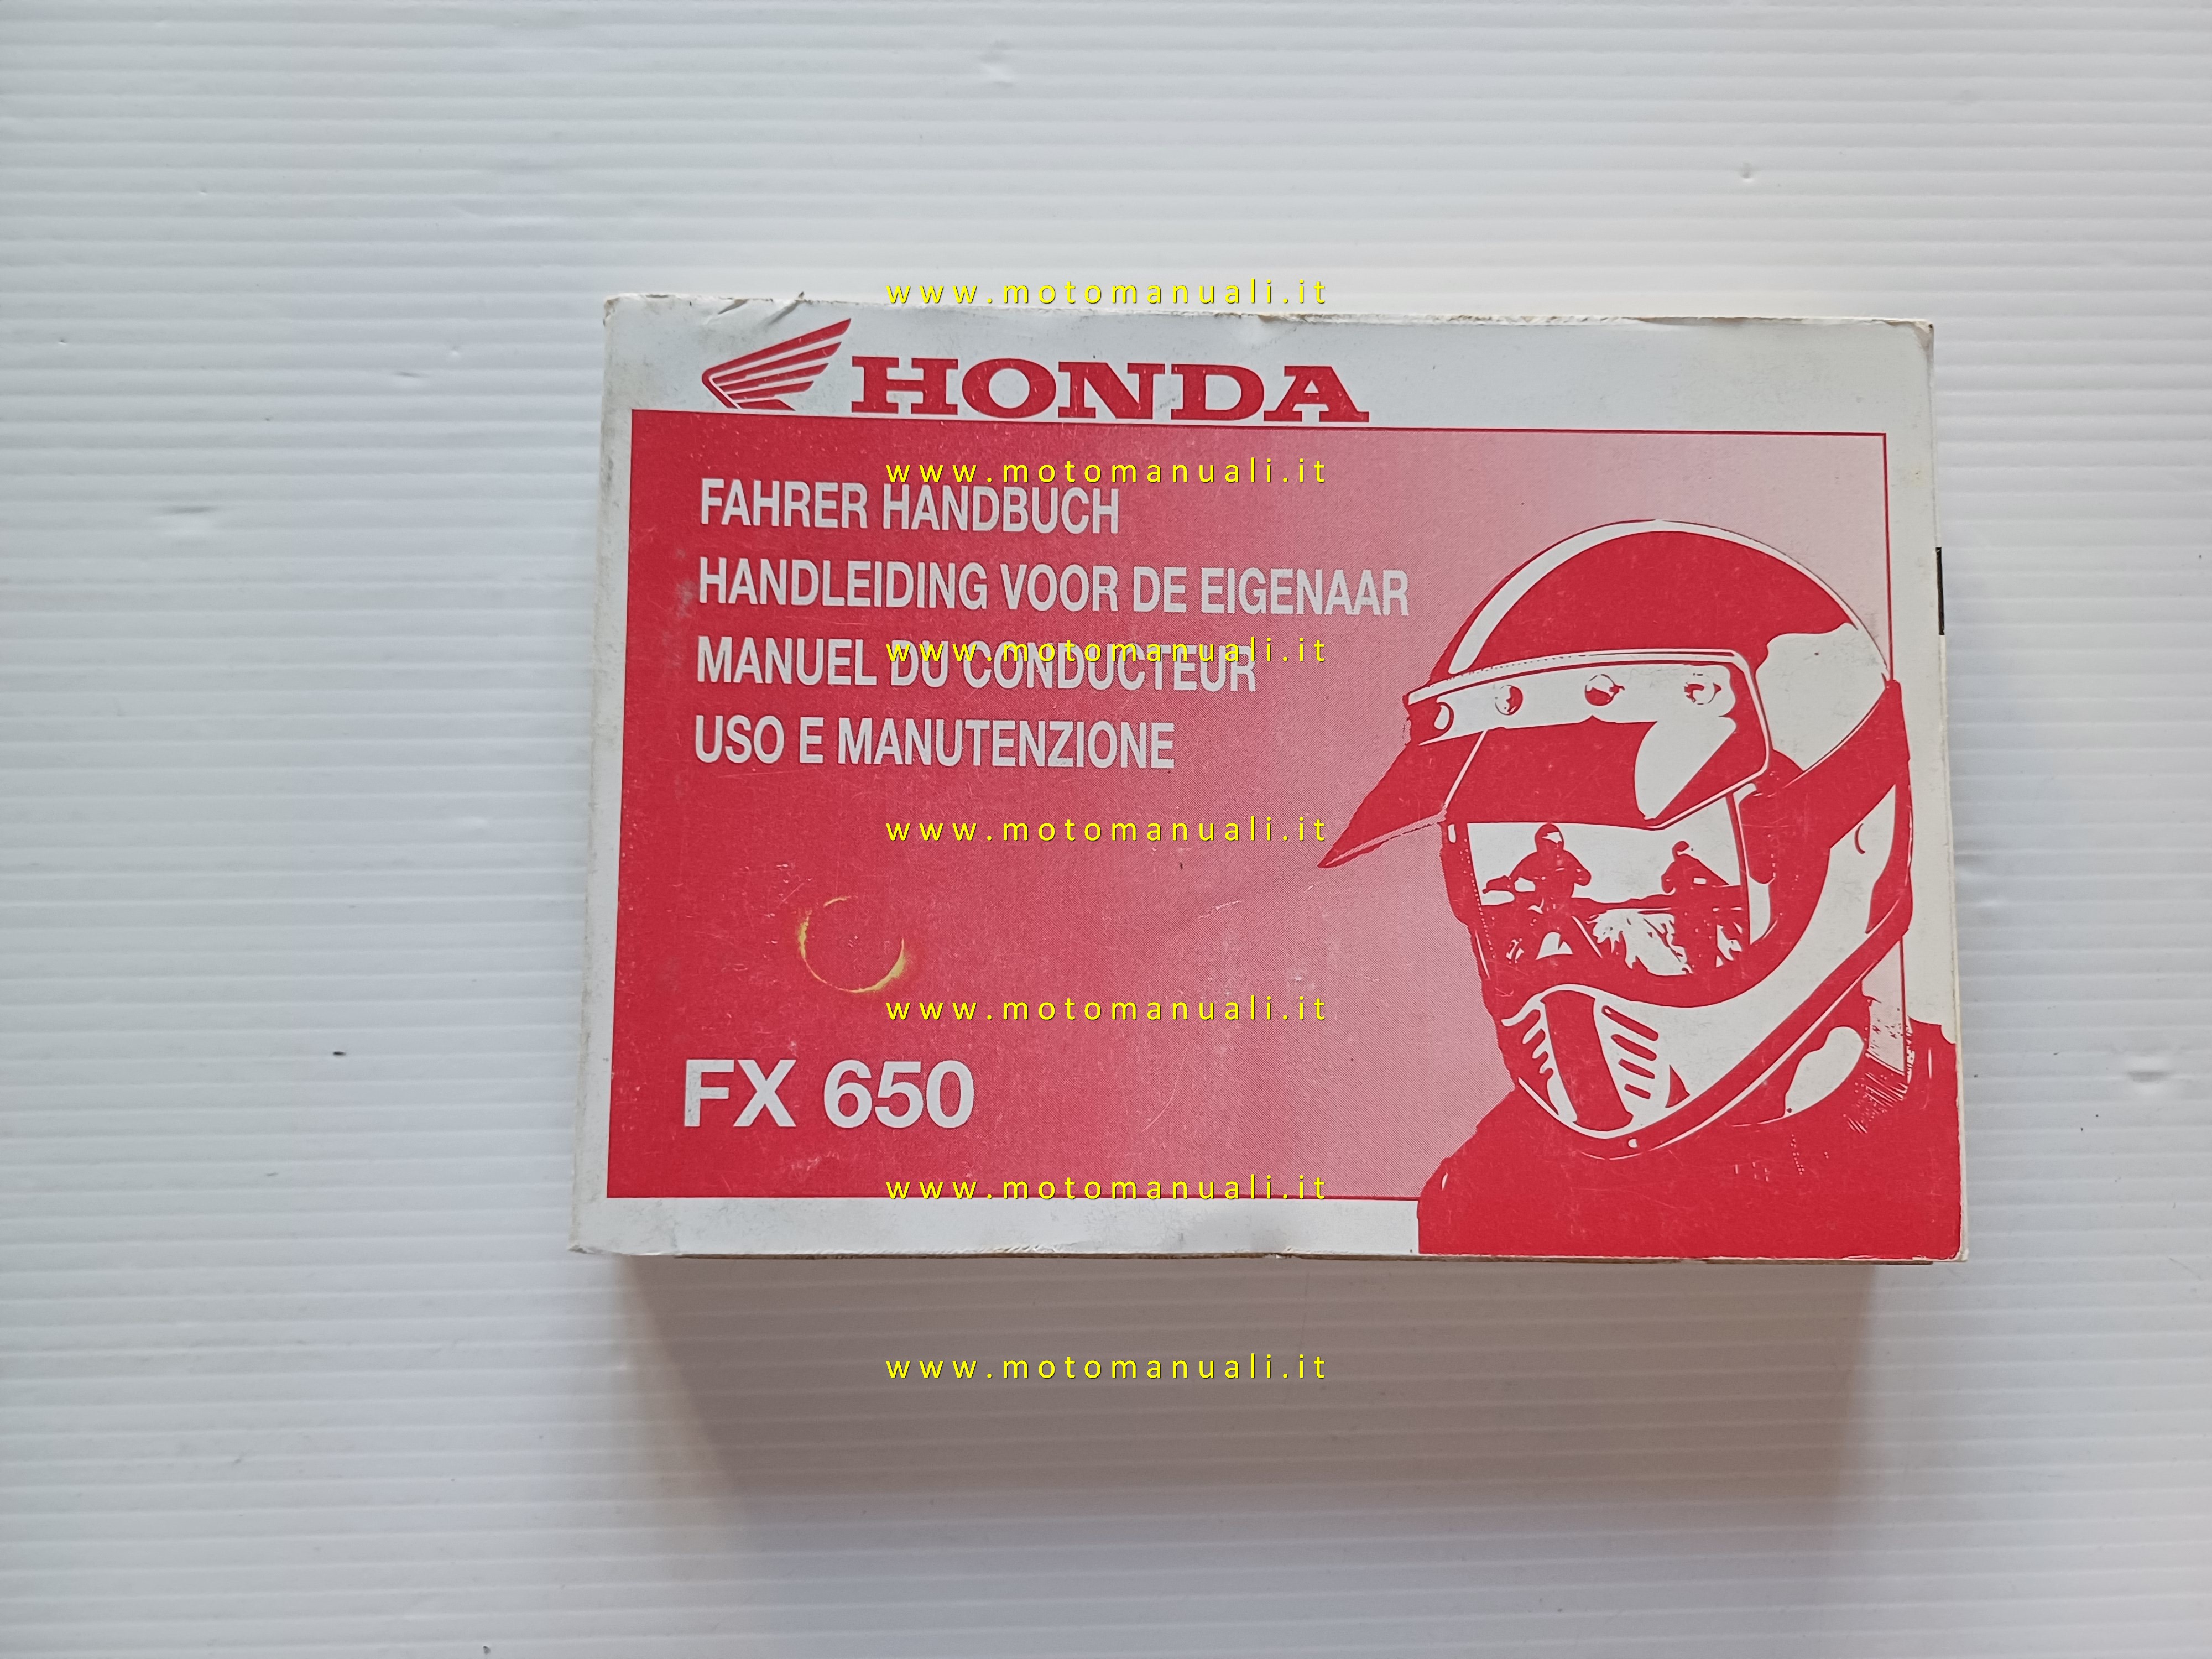 www.motomanuali.it
HONDA
www.motomanuali.it
FAHRER HANDBUCH
HANDLEIDING VOOR DE EIGENAAR
www.motomanuali.it
MANUEL DU CONDUCTEUR
USO E MANUTENZIONE
www.motomanuali.it
www.motomanuali.it
FX 650
www.motomanuali.it
www.motomanuali.it